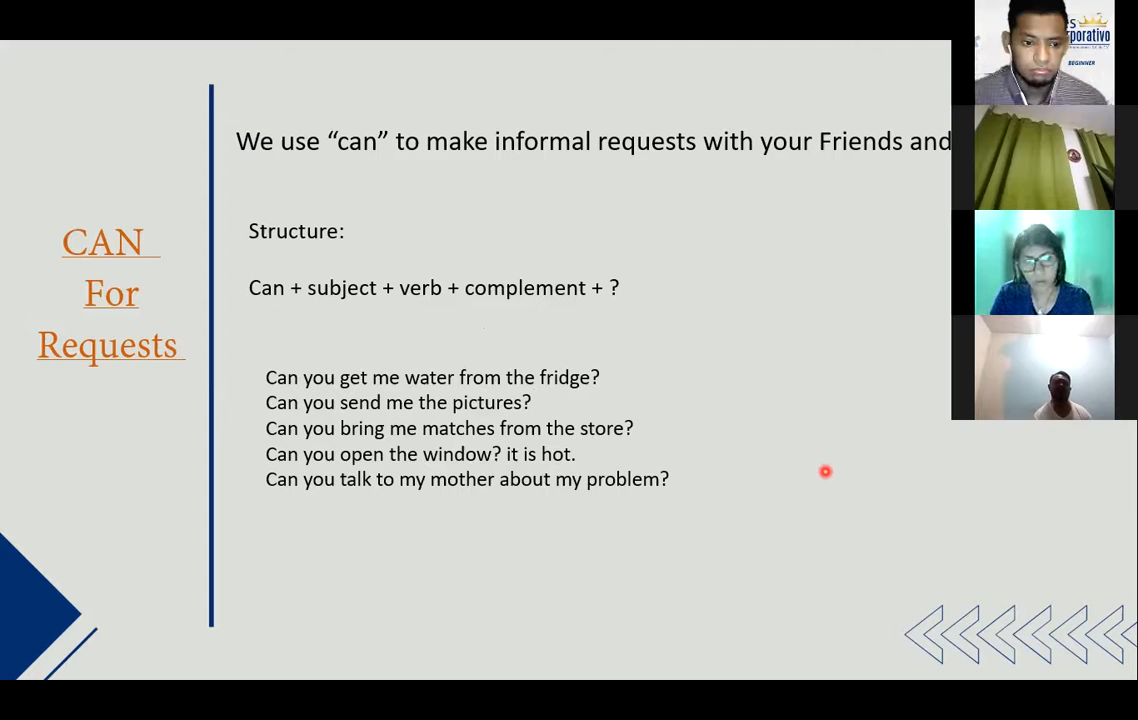 We use “can” to make informal requests with your Friends and
Structure:
Can + subject + verb + complement + ?
CAN
For
Requests
Can you get me water from the fridge?
Can you send me the pictures?
Can you bring me matches from the store?
Can you open the window? it is hot.
Can you talk to my mother about my problem?
BEGINNER